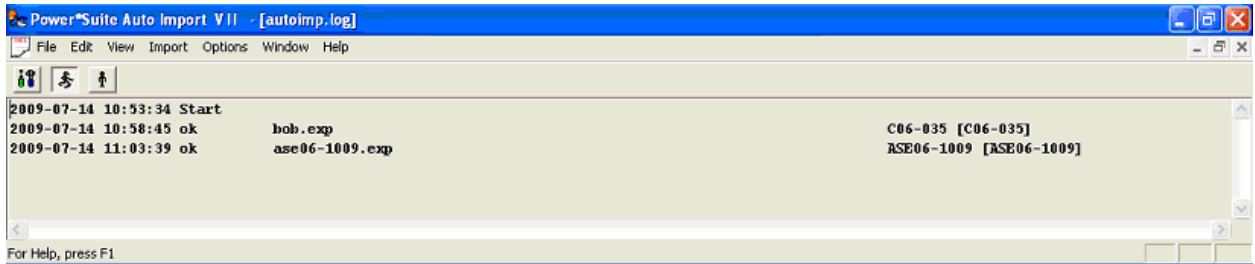 Power*Suite Auto Import VII - [autoimp.log]
File Edit View Import Options Window Help
2009-07-14 10:53:34 Start
2009-07-14 10:58:45 ok bob.exp C06-035 [C06-035]
2009-07-14 11:03:39 ok ase06-1009.exp ASE06-1009 [ASE06-1009]
For Help, press F1